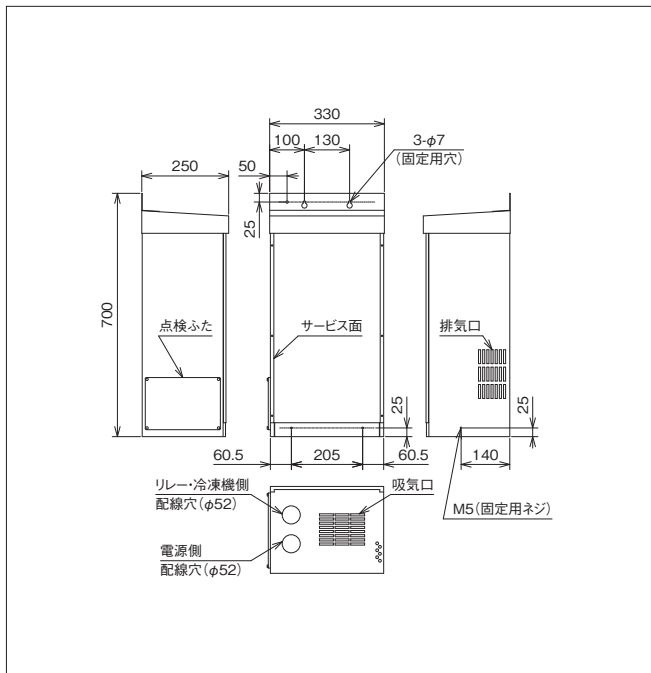 330
100
130
3-φ7
(固定用穴)
250
50
25
700
点検ふた
サービス面
排気口
25
25
60.5
205
60.5
140
リレー・冷凍機側
配線穴(φ52)
吸気口
M5(固定用ネジ)
電源側
配線穴(φ52)